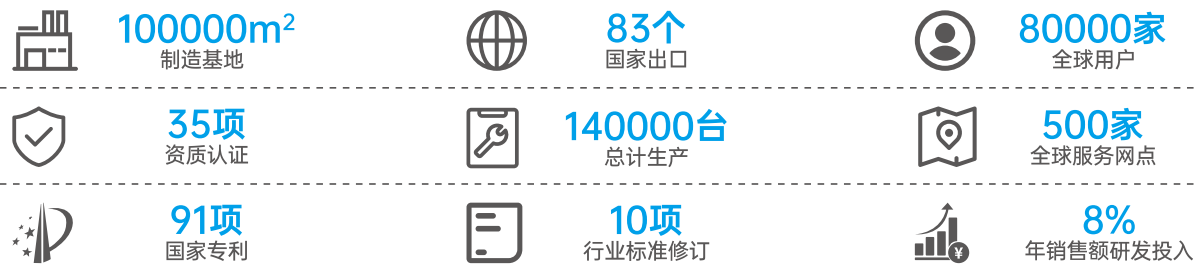 100000m²
制造基地
83个
国家出口
80000家
全球用户
35项
资质认证
140000台
总计生产
500家
全球服务网点
91项
国家专利
10项
行业标准修订
¥
8%
年销售额研发投入